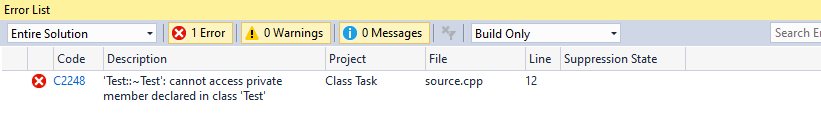 Error List
Entire Solution 1 Error 0 Warnings 0 Messages Build Only Search Er
Code Description Project File Line Suppression State
C2248 'Test::~Test': cannot access private Class Task source.cpp 12
member declared in class 'Test'